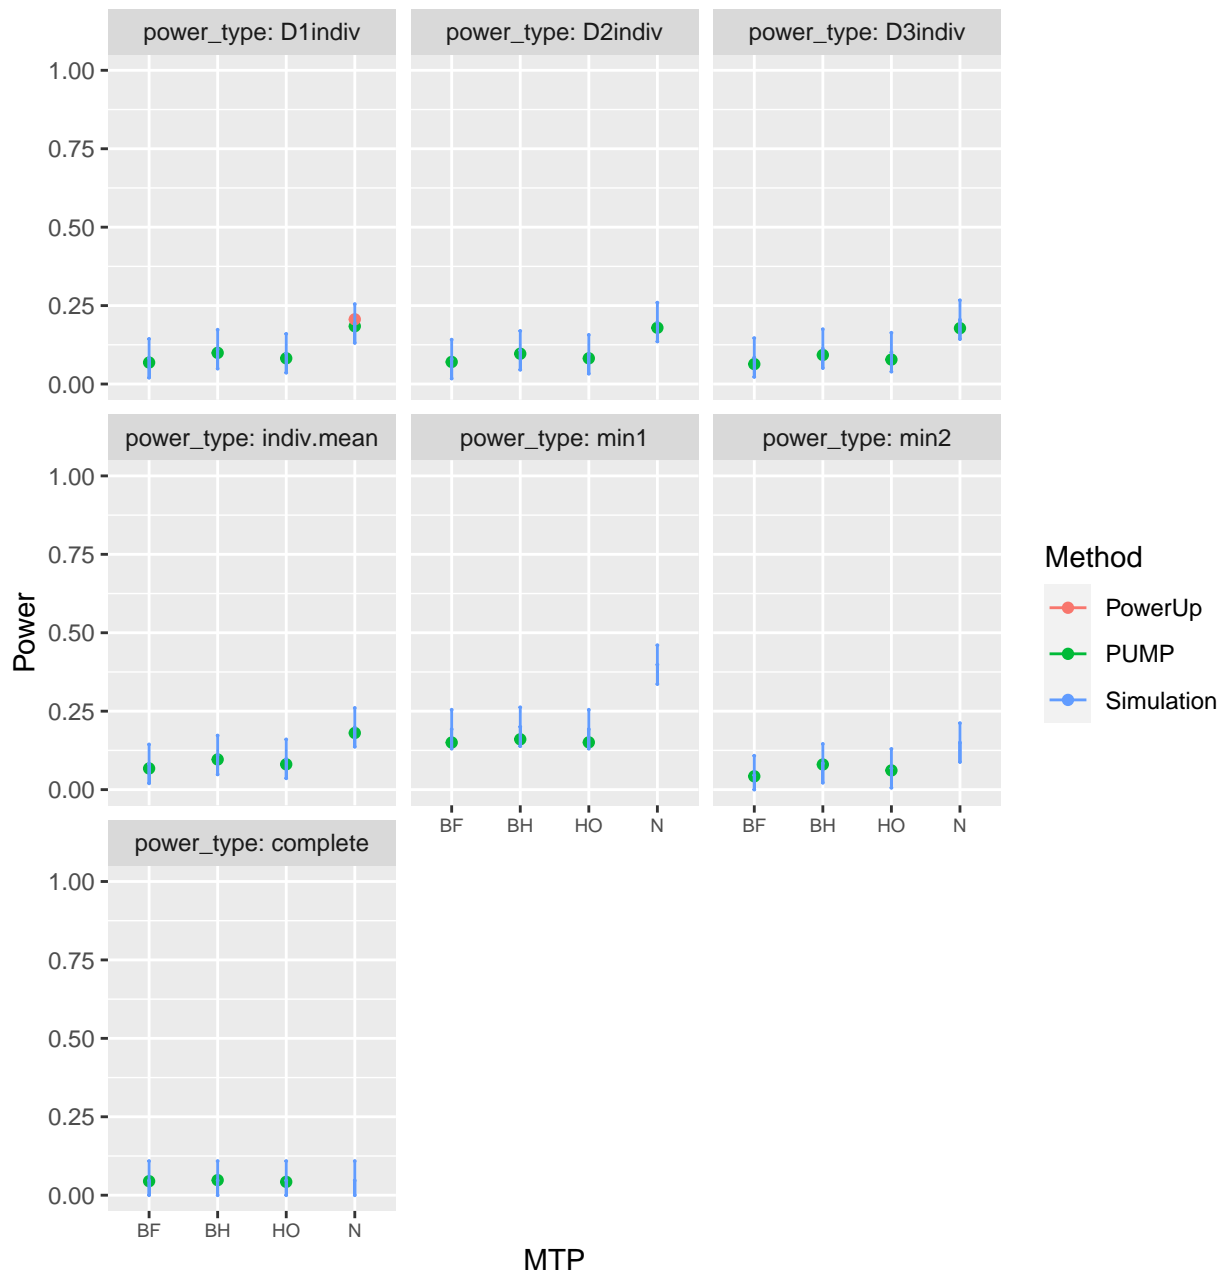 power_type: D1indiv
power_type: D2indiv
power_type: D3indiv
1.00
0.75
0.50
0.25
0.00
power_type: indiv.mean
power_type: min1
power_type: min2
1.00
0.75
0.50
0.25
0.00
BF BH HO N
BF BH HO N
power_type: complete
1.00
0.75
0.50
0.25
0.00
BF BH HO N
MTP
Power
Method
PowerUp
PUMP
Simulation